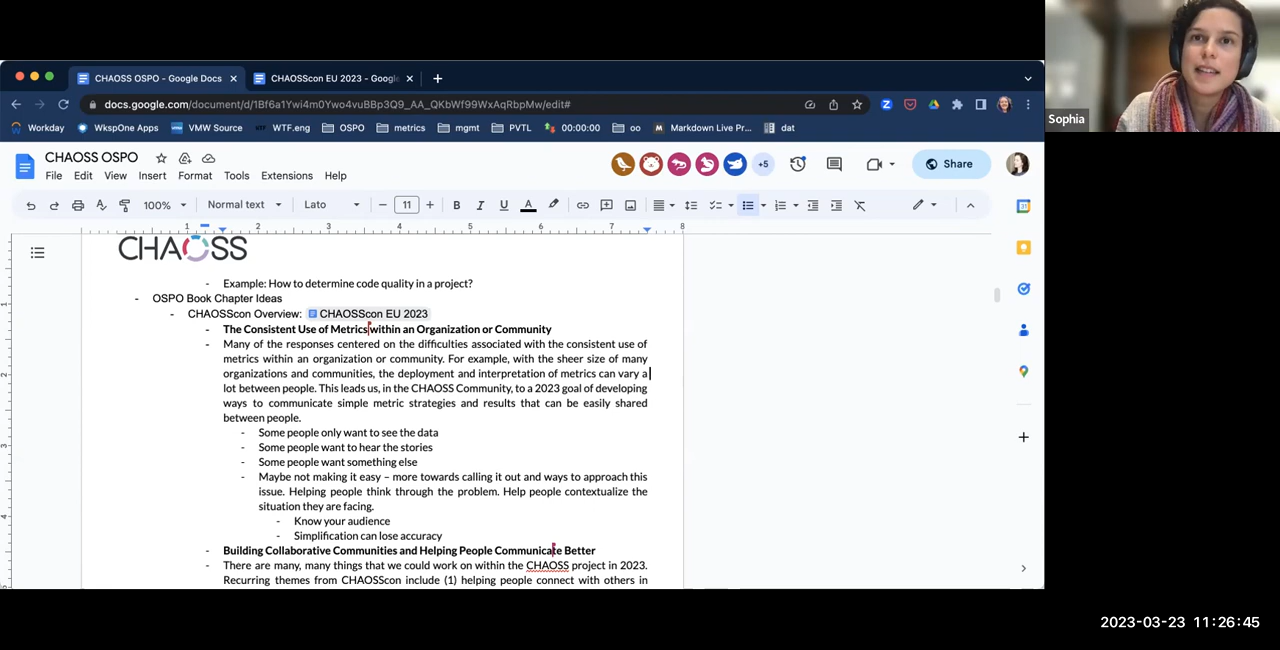 CHAOSS OSPO - Google Docs
CHAOSScon EU 2023 - Google
docs.google.com/document/d/1Bf6a1Ywi4m0Ywo4vuBBp3Q9_AA_QKbWf99WxAqRbpMw/edit#
Workday WkspOne Apps VMW Source WTF.eng OSPO metrics mgmt PVTL 00:00:00 oo Markdown Live Pr... dat
Sophia
CHAOSS OSPO
File Edit View Insert Format Tools Extensions Help
+5
Share
100% Normal text Lato 11
1 2 3 4 5 6 7 8
CHAOSS
- Example: How to determine code quality in a project?
- OSPO Book Chapter Ideas
- CHAOSScon Overview: CHAOSScon EU 2023
- The Consistent Use of Metrics within an Organization or Community
- Many of the responses centered on the difficulties associated with the consistent use of
metrics within an organization or community. For example, with the sheer size of many
organizations and communities, the deployment and interpretation of metrics can vary a
lot between people. This leads us, in the CHAOSS Community, to a 2023 goal of developing
ways to communicate simple metric strategies and results that can be easily shared
between people.
- Some people only want to see the data
- Some people want to hear the stories
- Some people want something else
- Maybe not making it easy – more towards calling it out and ways to approach this
issue. Helping people think through the problem. Help people contextualize the
situation they are facing.
- Know your audience
- Simplification can lose accuracy
- Building Collaborative Communities and Helping People Communicate Better
- There are many, many things that we could work on within the CHAOSS project in 2023.
Recurring themes from CHAOSScon include (1) helping people connect with others in
2023-03-23 11:26:45